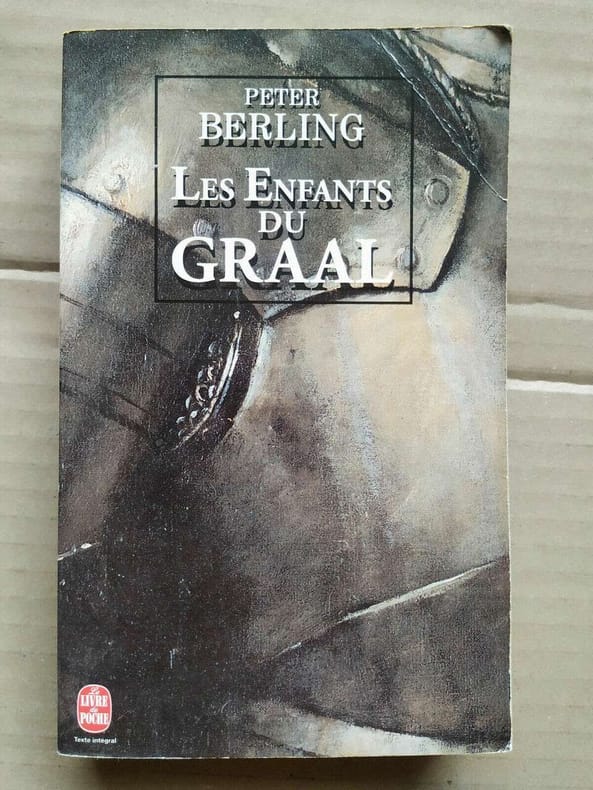 PETER
BERLING
LES ENFANTS
DU
GRAAL
Le
LIVRE
de
POCHE
Texte intégral